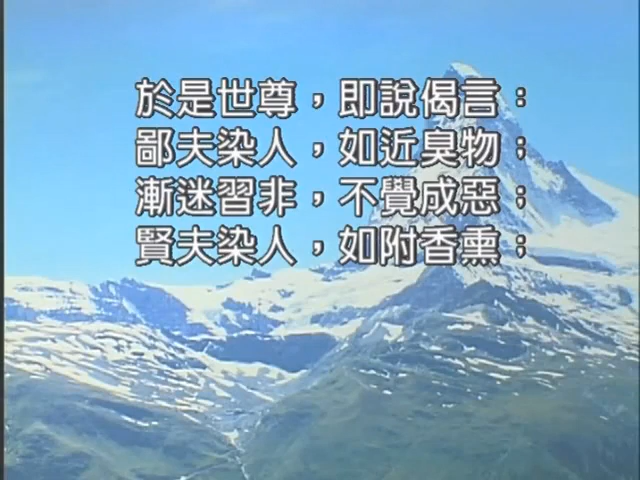 於是世尊，即說偈言：
鄙夫染人，如近臭物；
漸迷習非，不覺成惡；
賢夫染人，如附香熏；